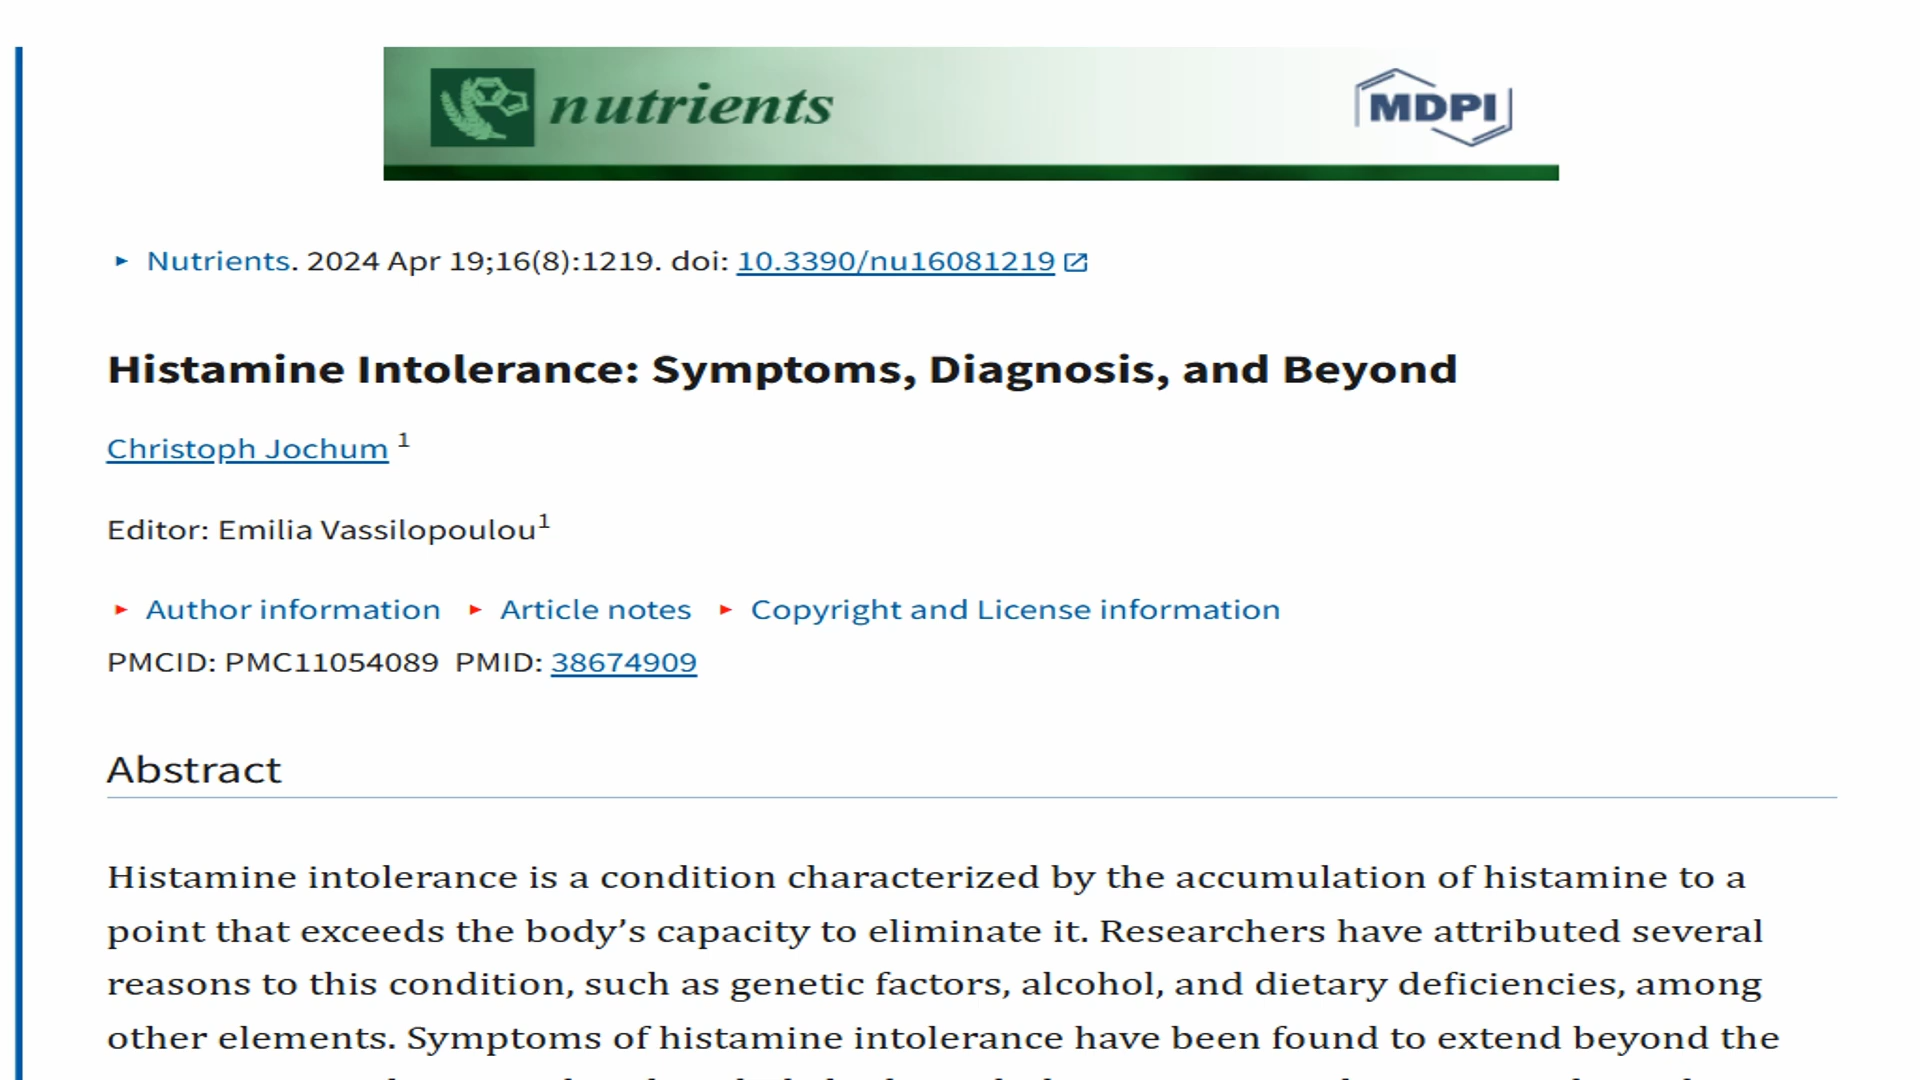 nutrients
MDPI
Nutrients. 2024 Apr 19;16(8):1219. doi: 10.3390/nu16081219
Histamine Intolerance: Symptoms, Diagnosis, and Beyond
Christoph Jochum 1
Editor: Emilia Vassilopoulou1
Author information Article notes Copyright and License information
PMCID: PMC11054089 PMID: 38674909
Abstract
Histamine intolerance is a condition characterized by the accumulation of histamine to a
point that exceeds the body’s capacity to eliminate it. Researchers have attributed several
reasons to this condition, such as genetic factors, alcohol, and dietary deficiencies, among
other elements. Symptoms of histamine intolerance have been found to extend beyond the